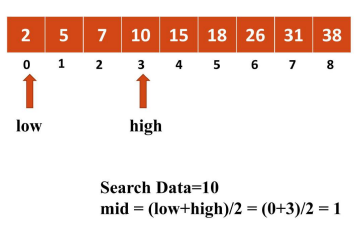 2 5 7 10 15 18 26 31 38
0 1 2 3 4 5 6 7 8
low high
Search Data=10
mid = (low+high)/2 = (0+3)/2 = 1